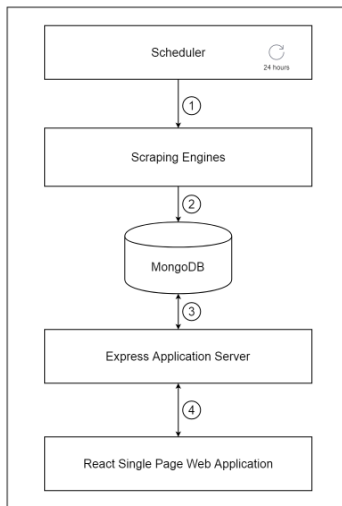 Scheduler
24 hours
1
Scraping Engines
2
MongoDB
3
Express Application Server
4
React Single Page Web Application